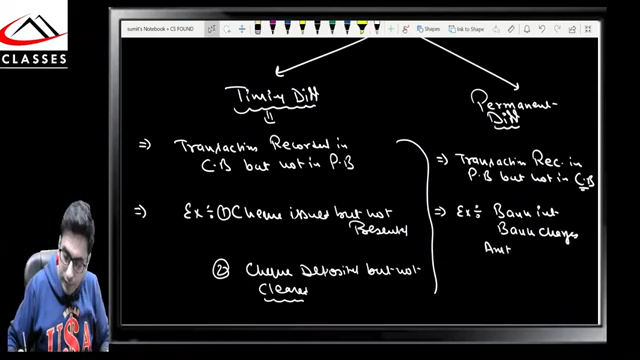 CLASSES
sumit's Notebook » CS FOUND
Shapes
Ink to Shape
Timing Diff
=) Transaction Recorded in
C.B but not in P.B
=) Ex ÷ ① Cheque issued but not
Presented
② Cheque Deposited but not
Cleared
Permanent
Diff
=) Transaction Rec. in
P.B but not in C.B
=) Ex ÷ Bank int.
Bank charges
Amt
USA